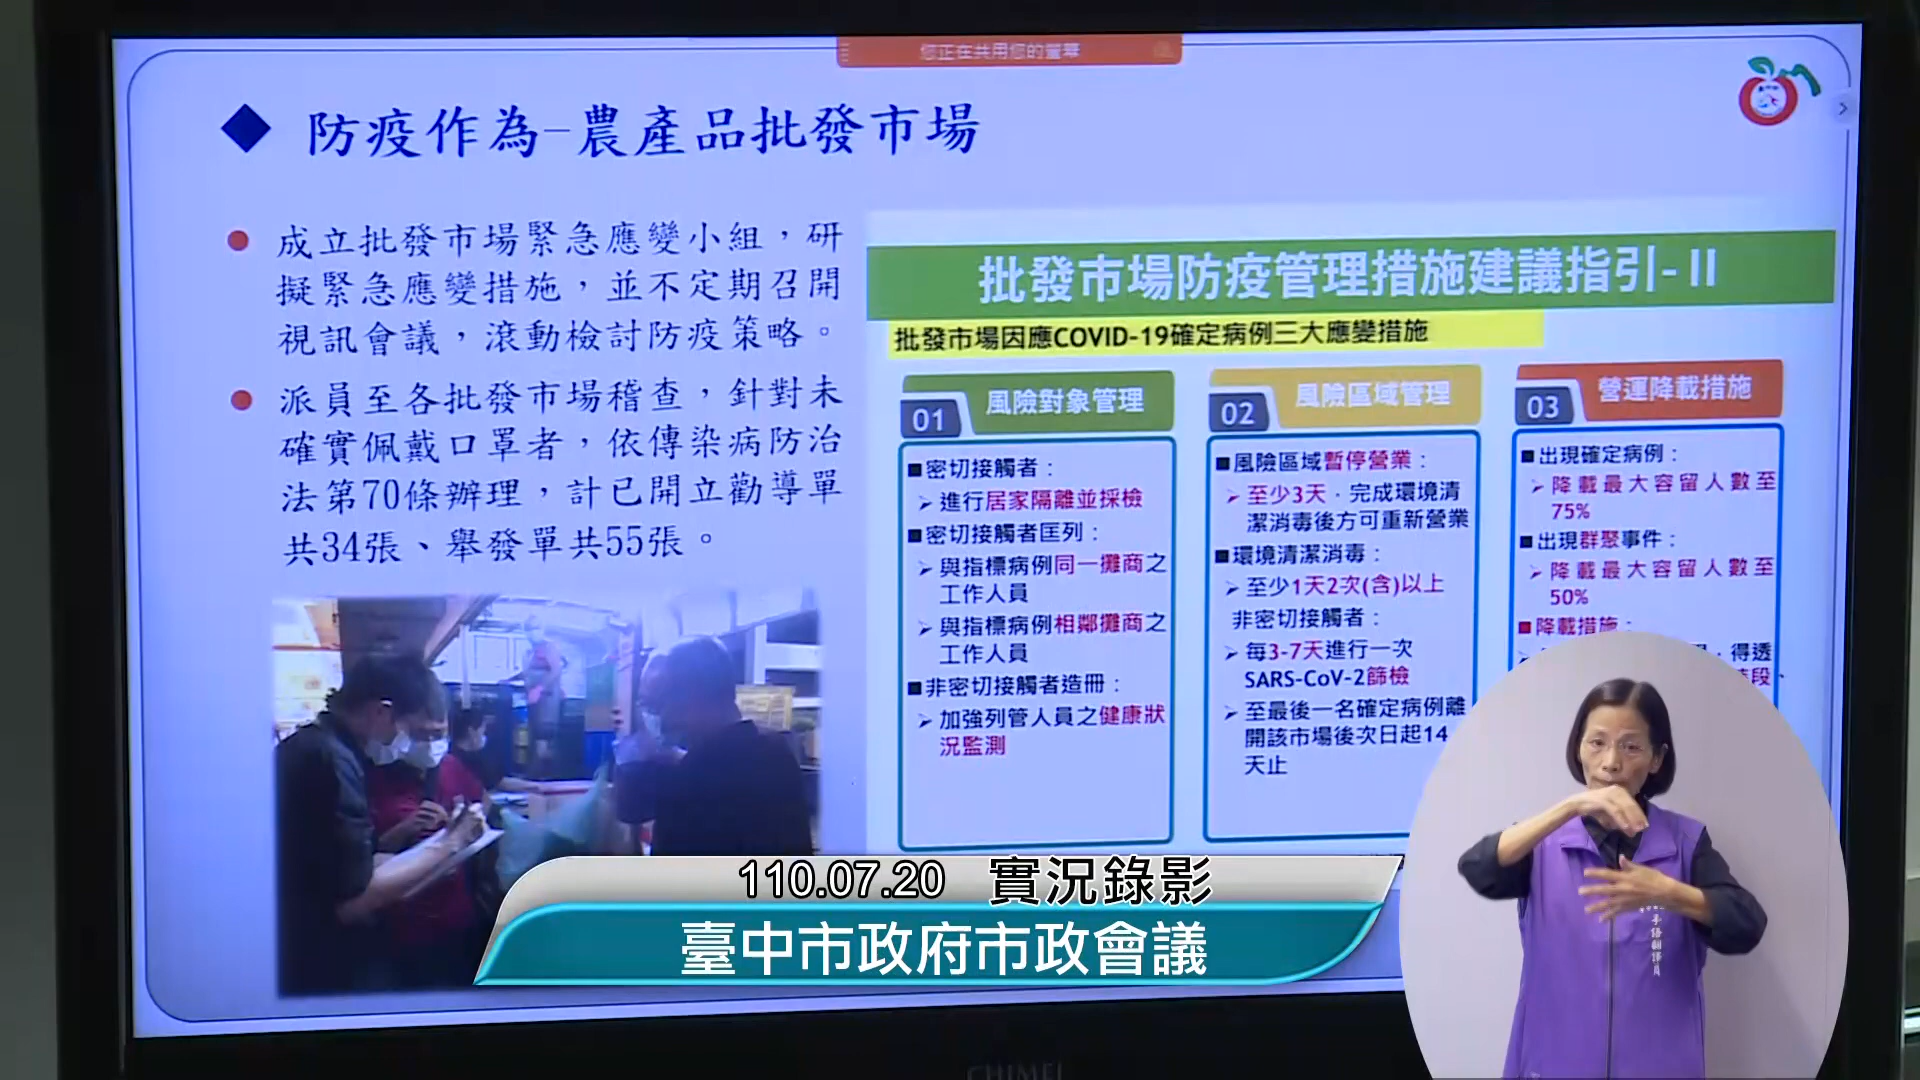 您正在共用您的螢幕
防疫作為-農產品批發市場
成立批發市場緊急應變小組，研
擬緊急應變措施，並不定期召開
視訊會議，滾動檢討防疫策略。
派員至各批發市場稽查，針對未
確實佩戴口罩者，依傳染病防治
法第70條辦理，計已開立勸導單
共34張、舉發單共55張。
批發市場防疫管理措施建議指引-II
批發市場因應COVID-19確定病例三大應變措施
01 風險對象管理
■密切接觸者：
➢進行居家隔離並採檢
■密切接觸者匡列：
➢與指標病例同一攤商之
工作人員
➢與指標病例相鄰攤商之
工作人員
■非密切接觸者造冊：
➢加強列管人員之健康狀
況監測
02 風險區域管理
■風險區域暫停營業：
➢至少3天，完成環境清
潔消毒後方可重新營業
■環境清潔消毒：
➢至少1天2次(含)以上
非密切接觸者：
➢每3-7天進行一次
SARS-CoV-2篩檢
➢至最後一名確定病例離
開該市場後次日起14
天止
03 營運降載措施
■出現確定病例：
➢降載最大容留人數至
75%
■出現群聚事件：
➢降載最大容留人數至
50%
■降載措施：
，得透
段、
110.07.20 實況錄影
臺中市政府市政會議
手語翻譯員
CHIMEI